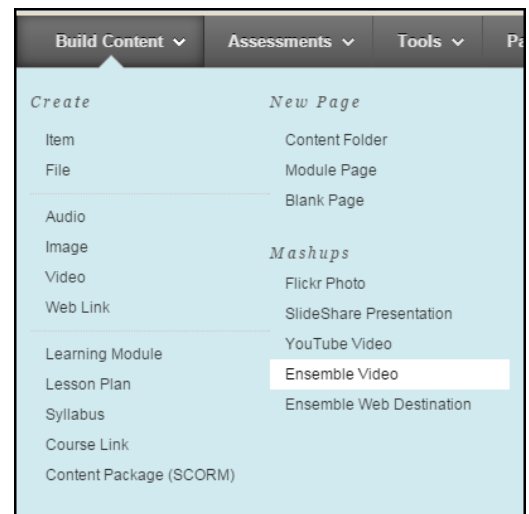 Build Content
Assessments
Tools
Create
Item
File
Audio
Image
Video
Web Link
Learning Module
Lesson Plan
Syllabus
Course Link
Content Package (SCORM)
New Page
Content Folder
Module Page
Blank Page
Mashups
Flickr Photo
SlideShare Presentation
YouTube Video
Ensemble Video
Ensemble Web Destination